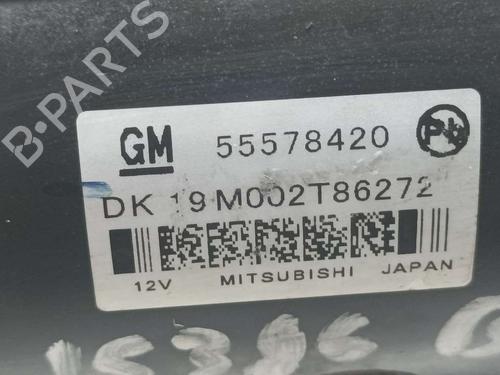 B-PARTS
GM 55578420 Pb
DK 19 M002T86272
12V MITSUBISHI JAPAN